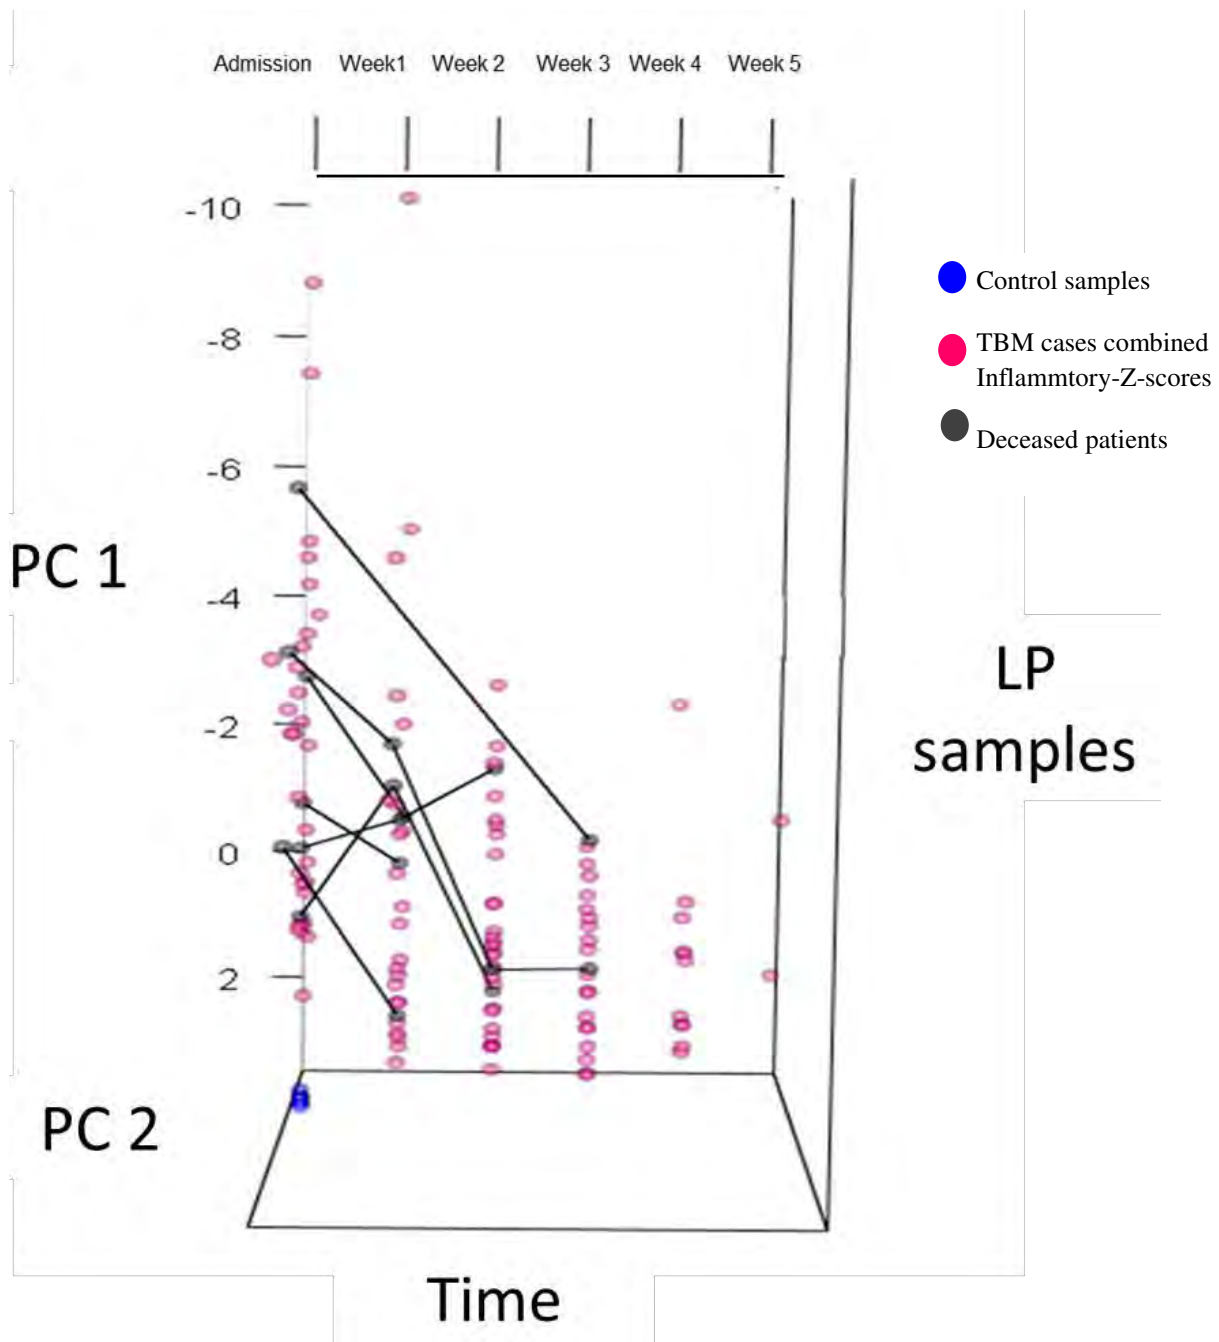 Admission Week1 Week 2 Week 3 Week 4 Week 5
-10
-8
-6
-4
-2
0
2
PC 1
PC 2
Time
LP
samples
Control samples
TBM cases combined
Inflammtory-Z-scores
Deceased patients